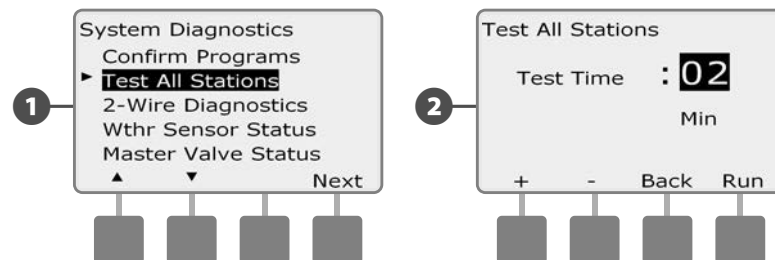 1
System Diagnostics
Confirm Programs
Test All Stations
2-Wire Diagnostics
Wthr Sensor Status
Master Valve Status
Next
2
Test All Stations
Test Time :02
Min
+ - Back Run